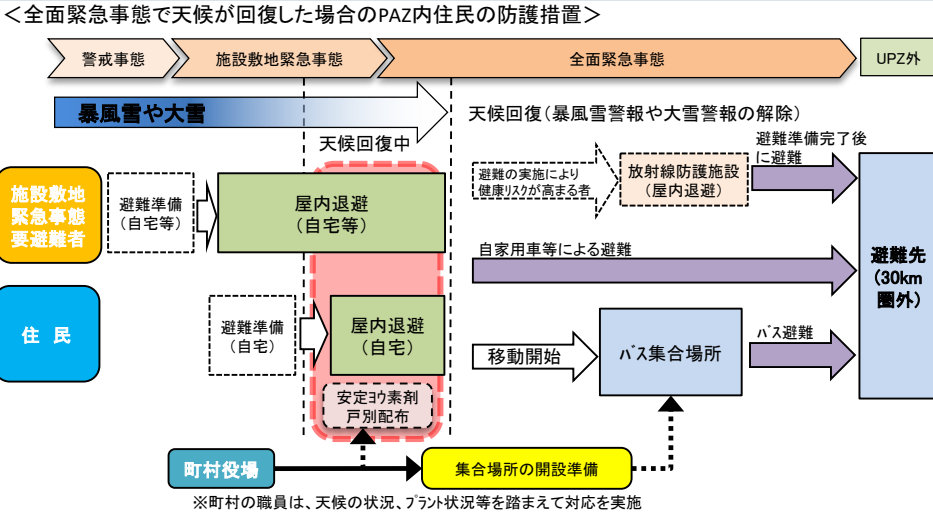 ＜全面緊急事態で天候が回復した場合のPAZ内住民の防護措置＞
警戒事態
施設敷地緊急事態
全面緊急事態
UPZ外
暴風雪や大雪
天候回復（暴風雪警報や大雪警報の解除）
天候回復中
施設敷地
緊急事態
要避難者
避難準備
（自宅等）
屋内退避
（自宅等）
避難の実施により
健康リスクが高まる者
放射線防護施設
（屋内退避）
避難準備完了後
に避難
自家用車等による避難
避難先
（30km
圏外）
住 民
避難準備
（自宅）
屋内退避
（自宅）
移動開始
バス集合場所
バス避難
安定ヨウ素剤
戸別配布
町村役場
集合場所の開設準備
※町村の職員は、天候の状況、プラント状況等を踏まえて対応を実施